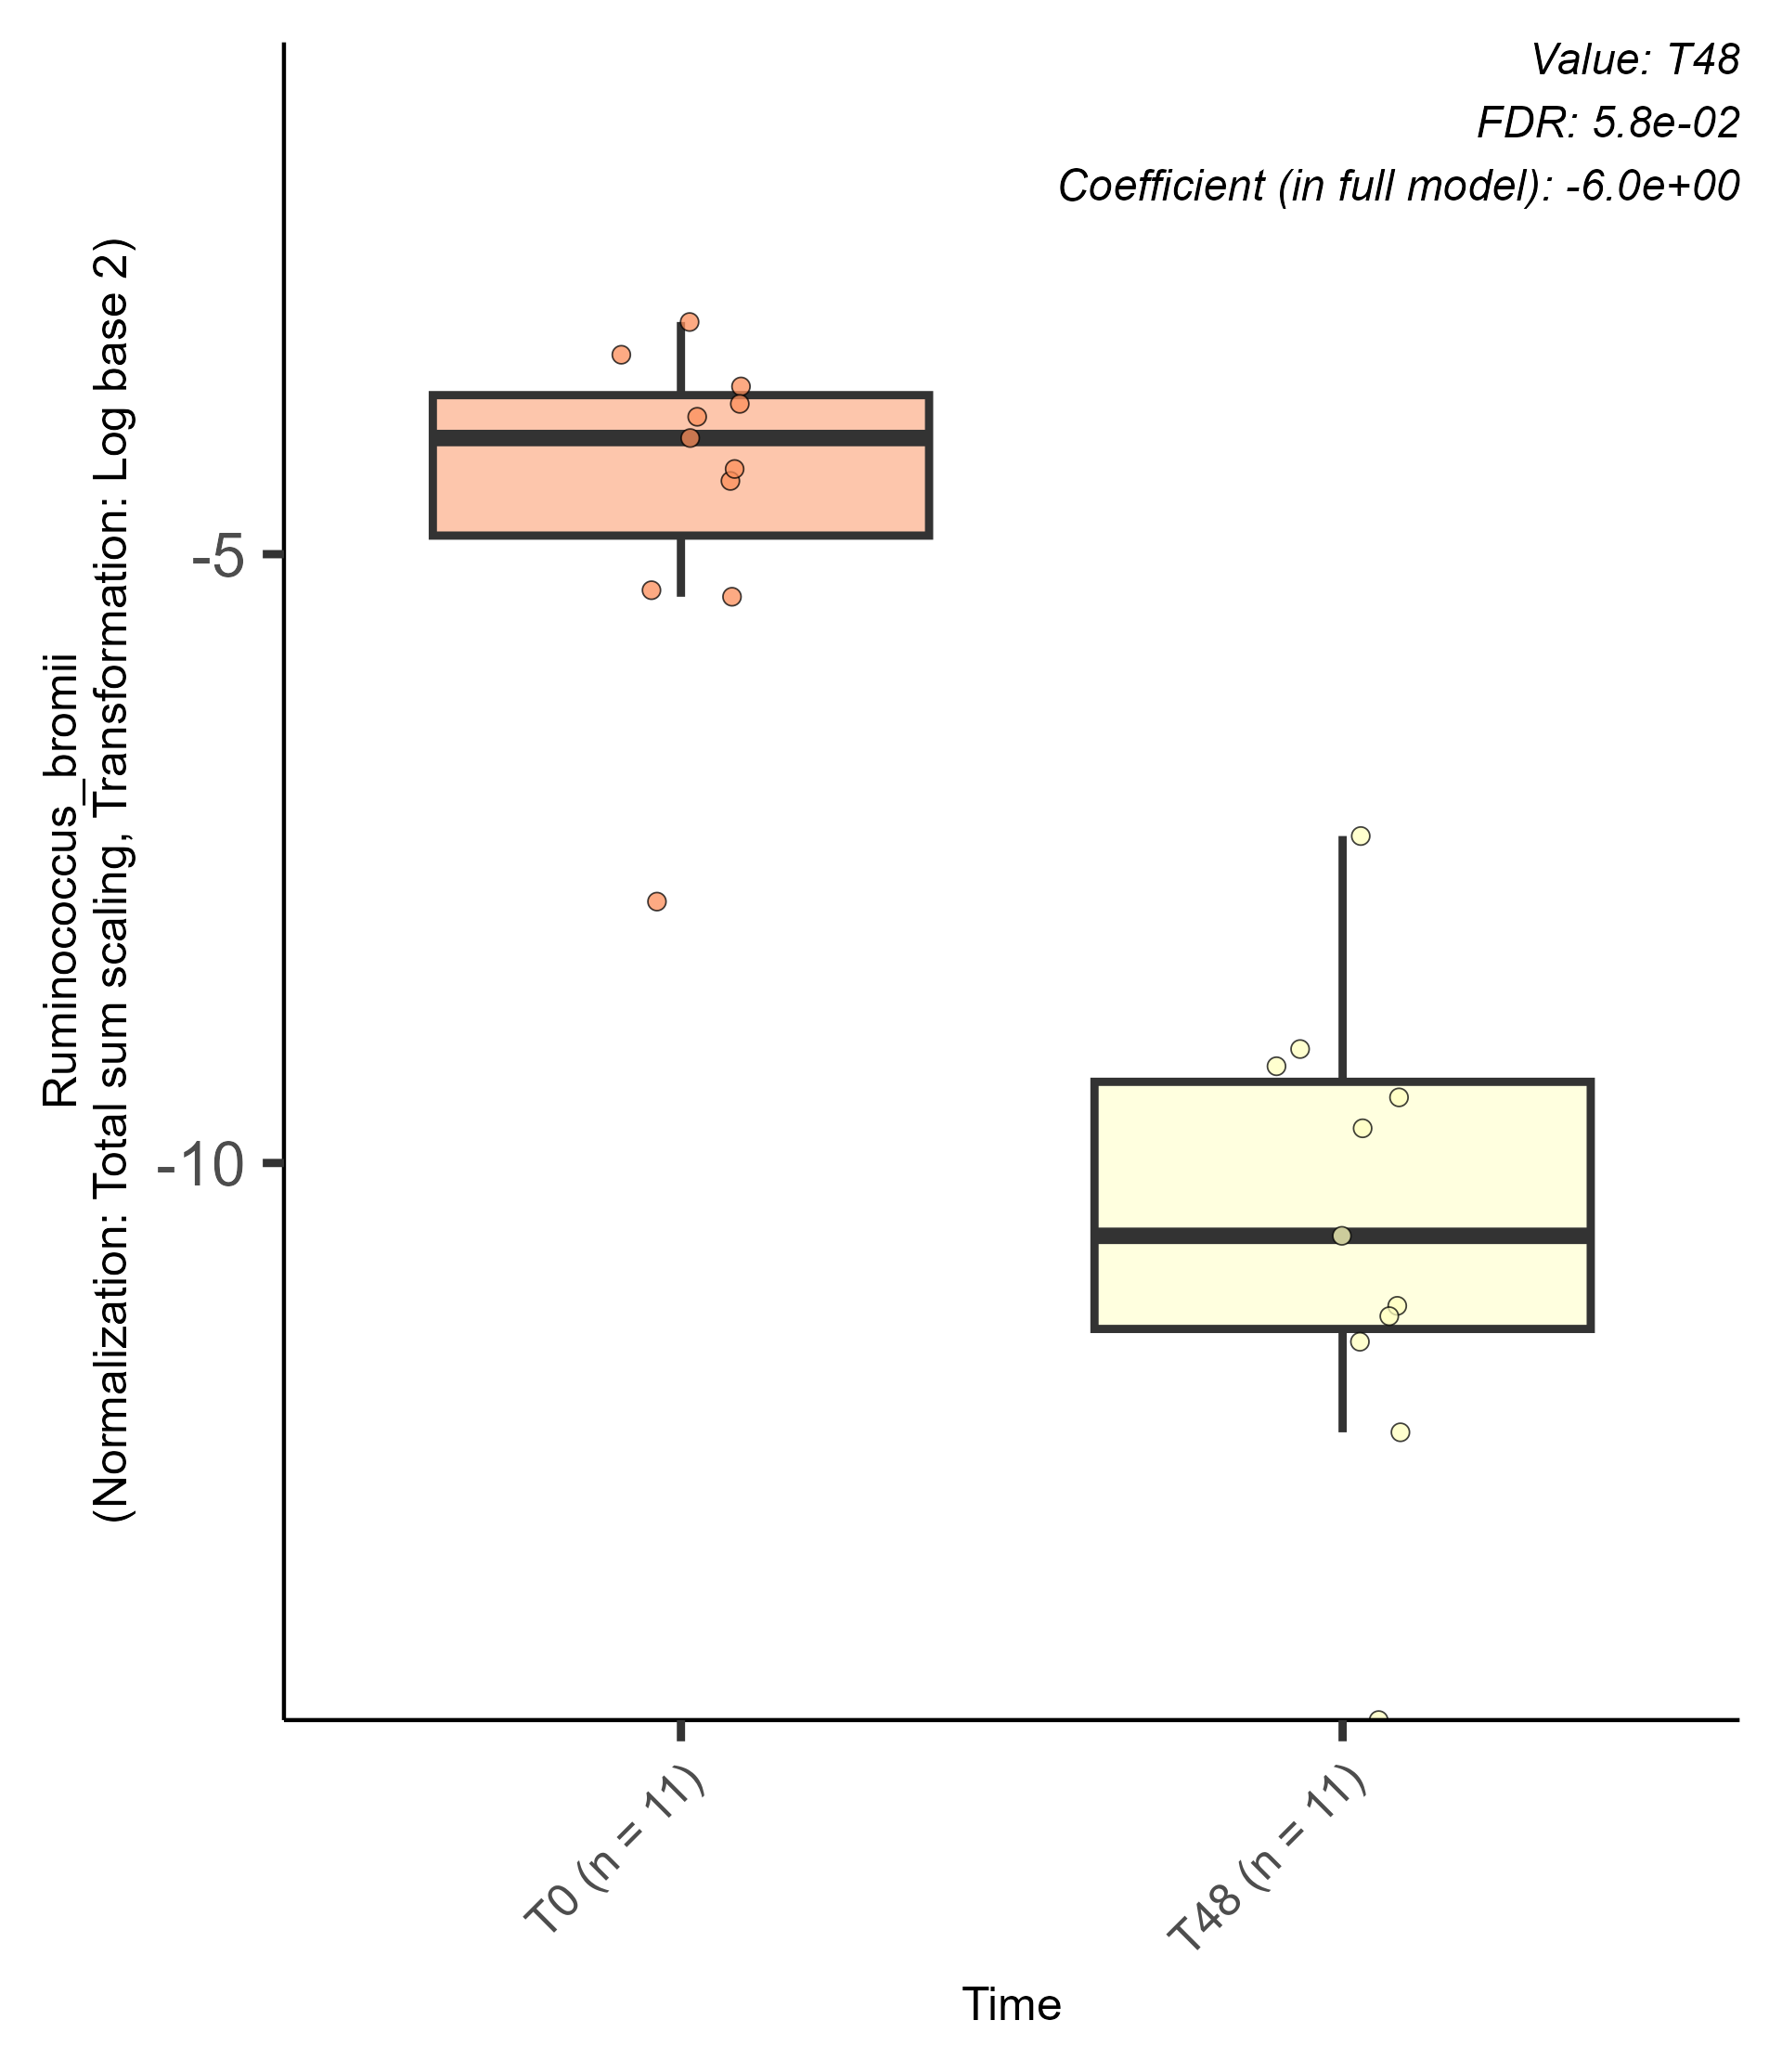 Value: T48
FDR: 5.8e-02
Coefficient (in full model): -6.0e+00
Ruminococcus_bromii
(Normalization: Total sum scaling, Transformation: Log base 2)
-5
-10
T0 (n = 11)
T48 (n = 11)
Time